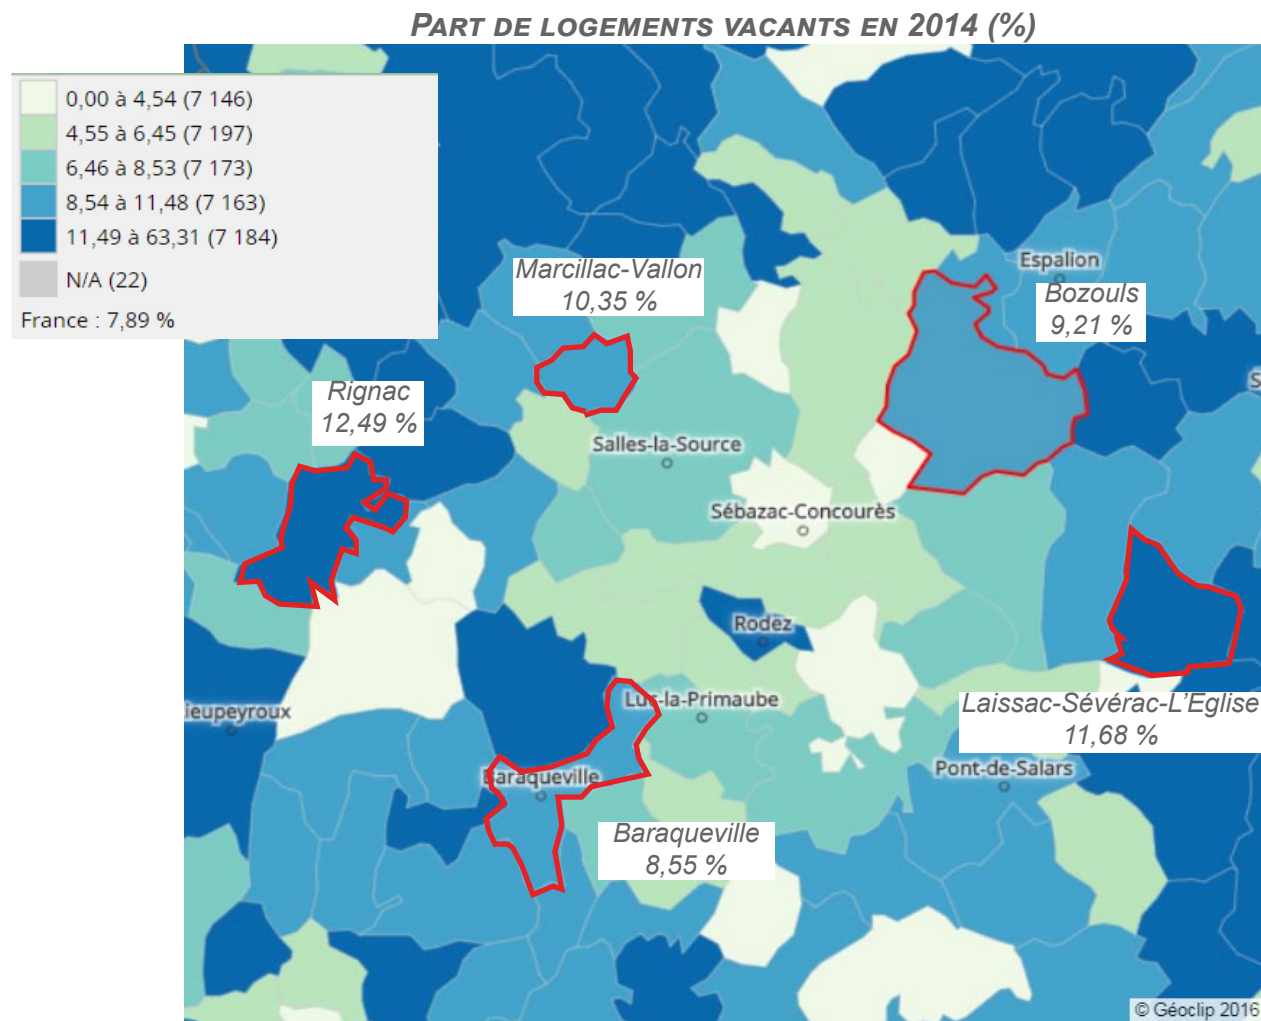 PART DE LOGEMENTS VACANTS EN 2014 (%)
0,00 à 4,54 (7 146)
4,55 à 6,45 (7 197)
6,46 à 8,53 (7 173)
8,54 à 11,48 (7 163)
11,49 à 63,31 (7 184)
N/A (22)
France : 7,89 %
Espalion
Marcillac-Vallon
10,35 %
Bozouls
9,21 %
Rignac
12,49 %
S
Salles-la-Source
Sébazac-Concourès
Rodez
ieupeyroux
Luc-la-Primaube
Laissac-Sévérac-L'Eglise
11,68 %
Baraqueville
Pont-de-Salars
Baraqueville
8,55 %
© Géoclip 2016